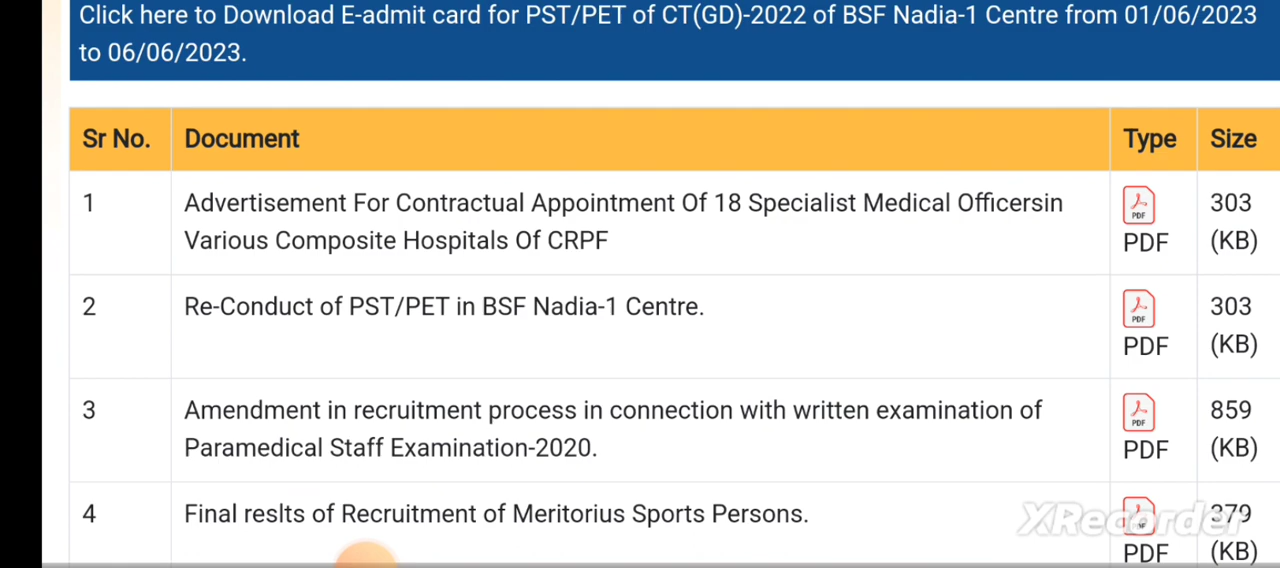 Click here to Download E-admit card for PST/PET of CT(GD)-2022 of BSF Nadia-1 Centre from 01/06/2023
to 06/06/2023.
Sr No. Document Type Size
1 Advertisement For Contractual Appointment Of 18 Specialist Medical Officersin PDF 303
Various Composite Hospitals Of CRPF PDF (KB)
2 Re-Conduct of PST/PET in BSF Nadia-1 Centre. PDF 303
PDF (KB)
3 Amendment in recruitment process in connection with written examination of PDF 859
Paramedical Staff Examination-2020. PDF (KB)
4 Final reslts of Recruitment of Meritorius Sports Persons. 379
PDF (KB)
XRecorder